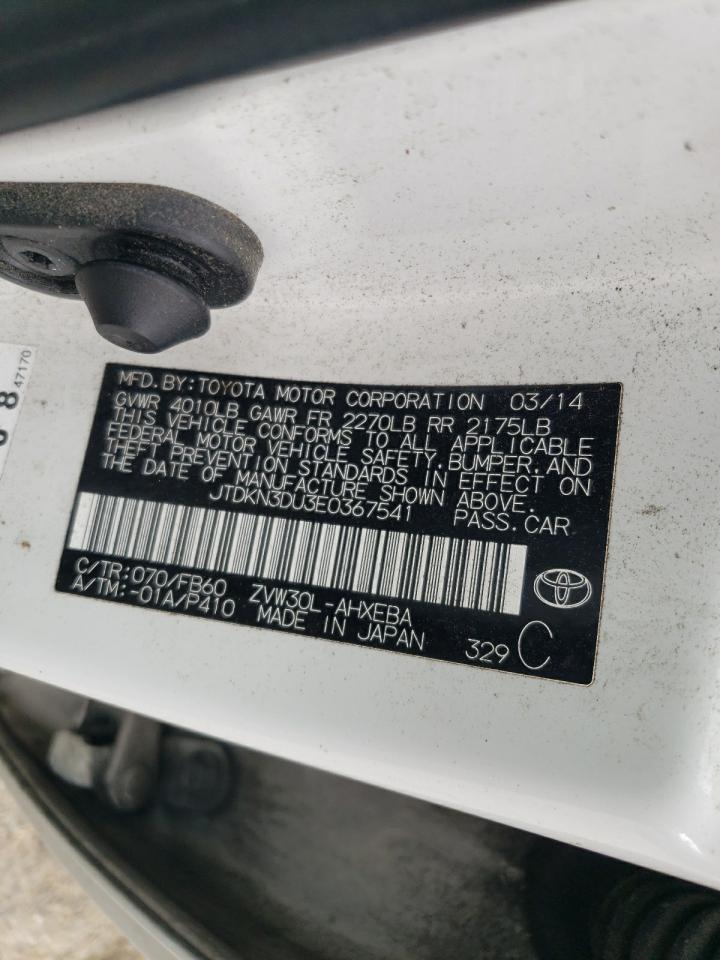 47170
8
MFD. BY: TOYOTA MOTOR CORPORATION 03/14
GVWR 4010LB GAWR FR 2270LB RR 2175LB
THIS VEHICLE CONFORMS TO ALL APPLICABLE
FEDERAL MOTOR VEHICLE SAFETY, BUMPER, AND
THEFT PREVENTION STANDARDS IN EFFECT ON
THE DATE OF MANUFACTURE SHOWN ABOVE.
JTDKN3DU3E0367541 PASS. CAR
C/TR: 070/FB60 ZVW30L-AHXEBA
A/TM: -01A/P410 MADE IN JAPAN
329 C